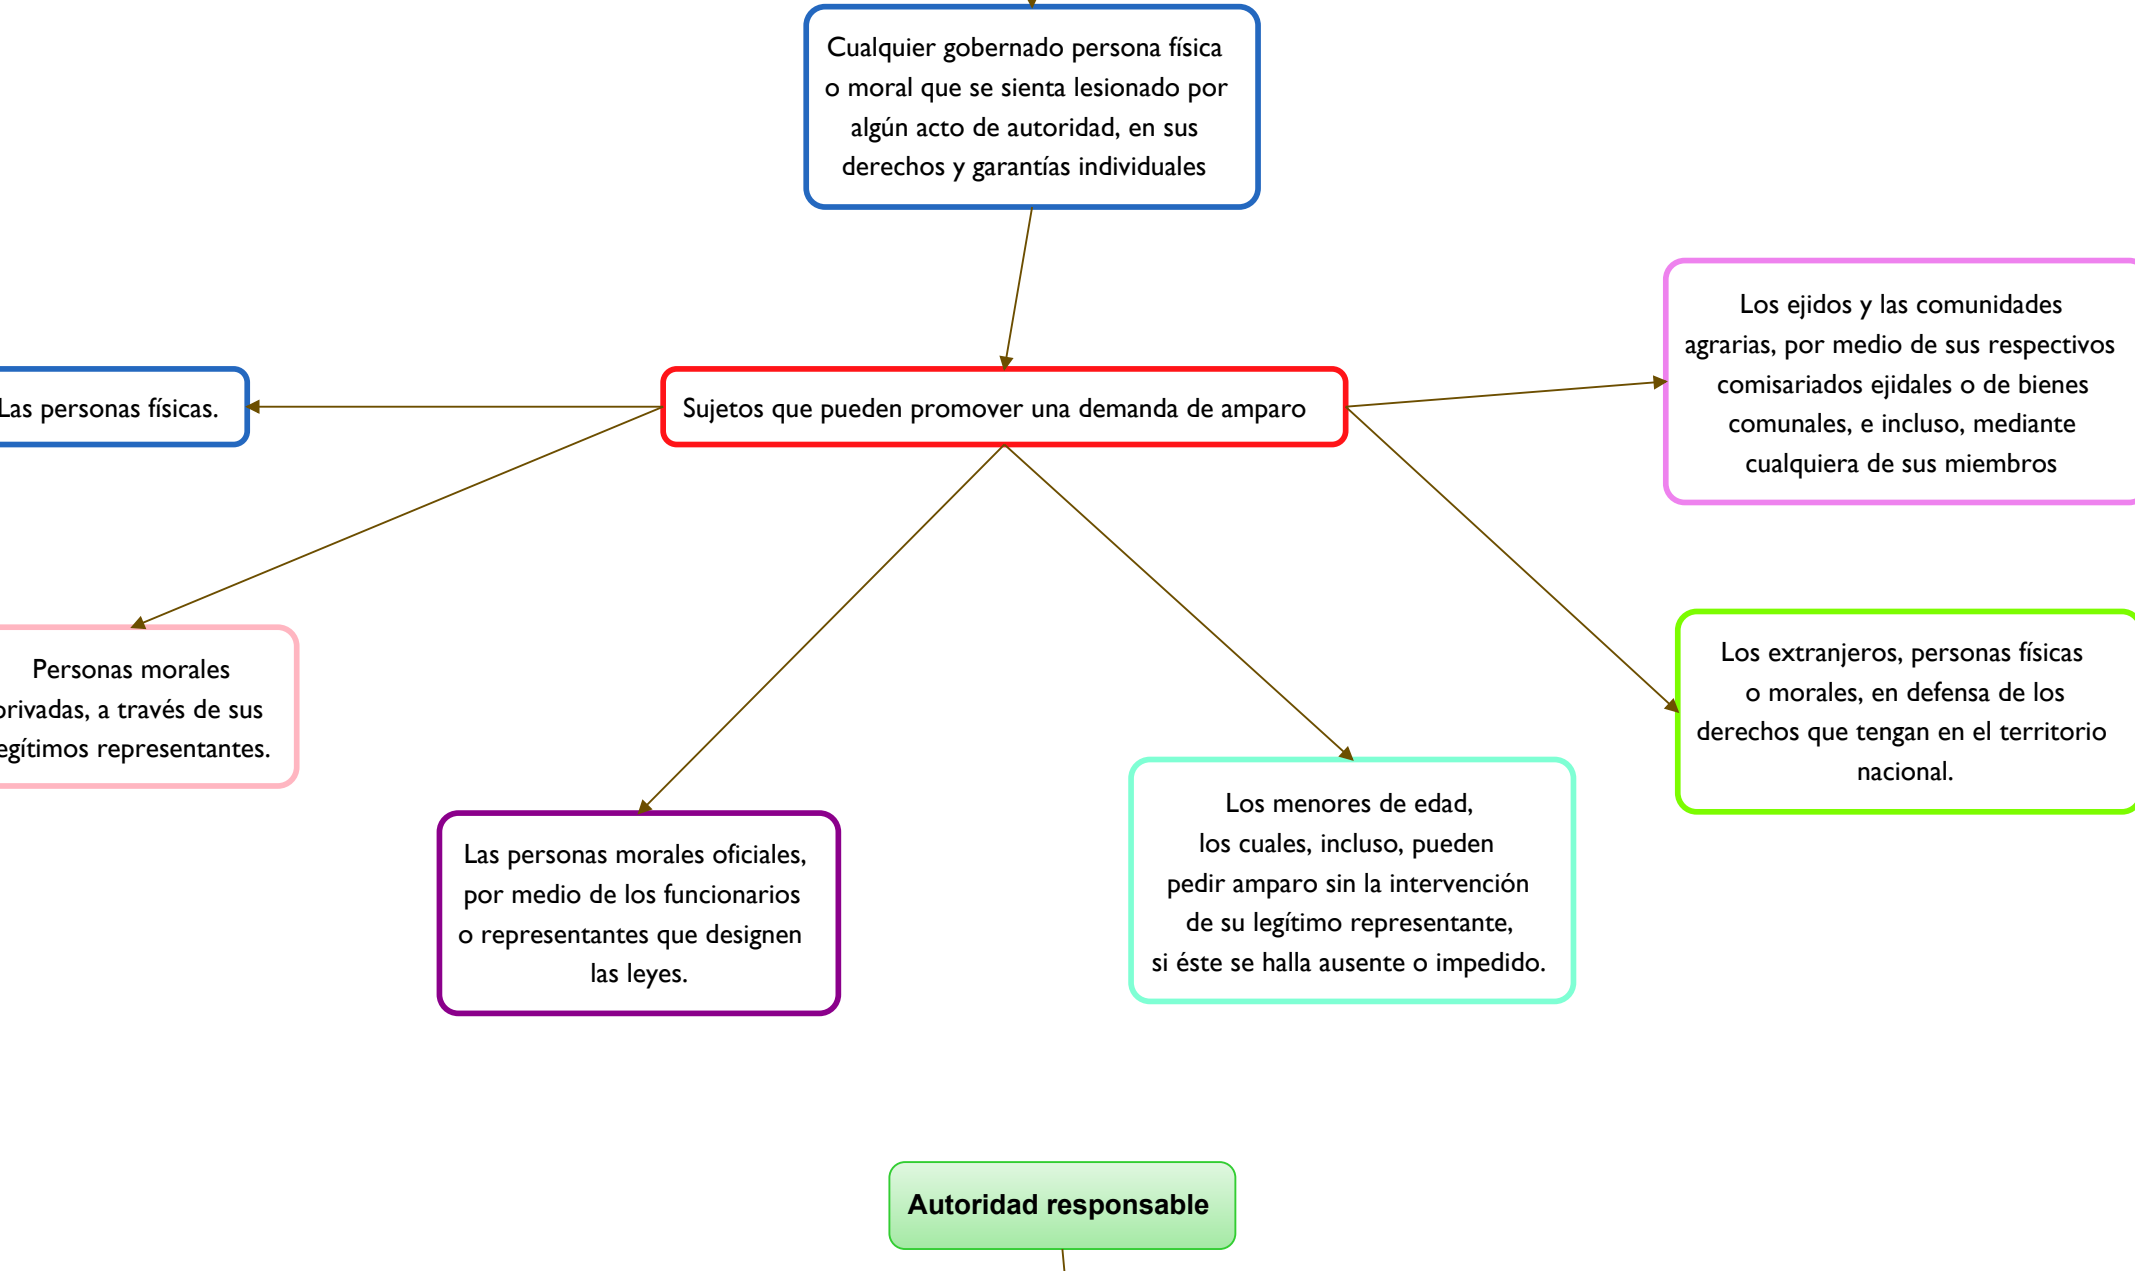 Cualquier gobernado persona física
o moral que se sienta lesionado por
algún acto de autoridad, en sus
derechos y garantías individuales
Los ejidos y las comunidades
agrarias, por medio de sus respectivos
comisariados ejidales o de bienes
comunales, e incluso, mediante
cualquiera de sus miembros
Las personas físicas.
Sujetos que pueden promover una demanda de amparo
Personas morales
privadas, a través de sus
legítimos representantes.
Los extranjeros, personas físicas
o morales, en defensa de los
derechos que tengan en el territorio
nacional.
Las personas morales oficiales,
por medio de los funcionarios
o representantes que designen
las leyes.
Los menores de edad,
los cuales, incluso, pueden
pedir amparo sin la intervención
de su legítimo representante,
si éste se halla ausente o impedido.
Autoridad responsable